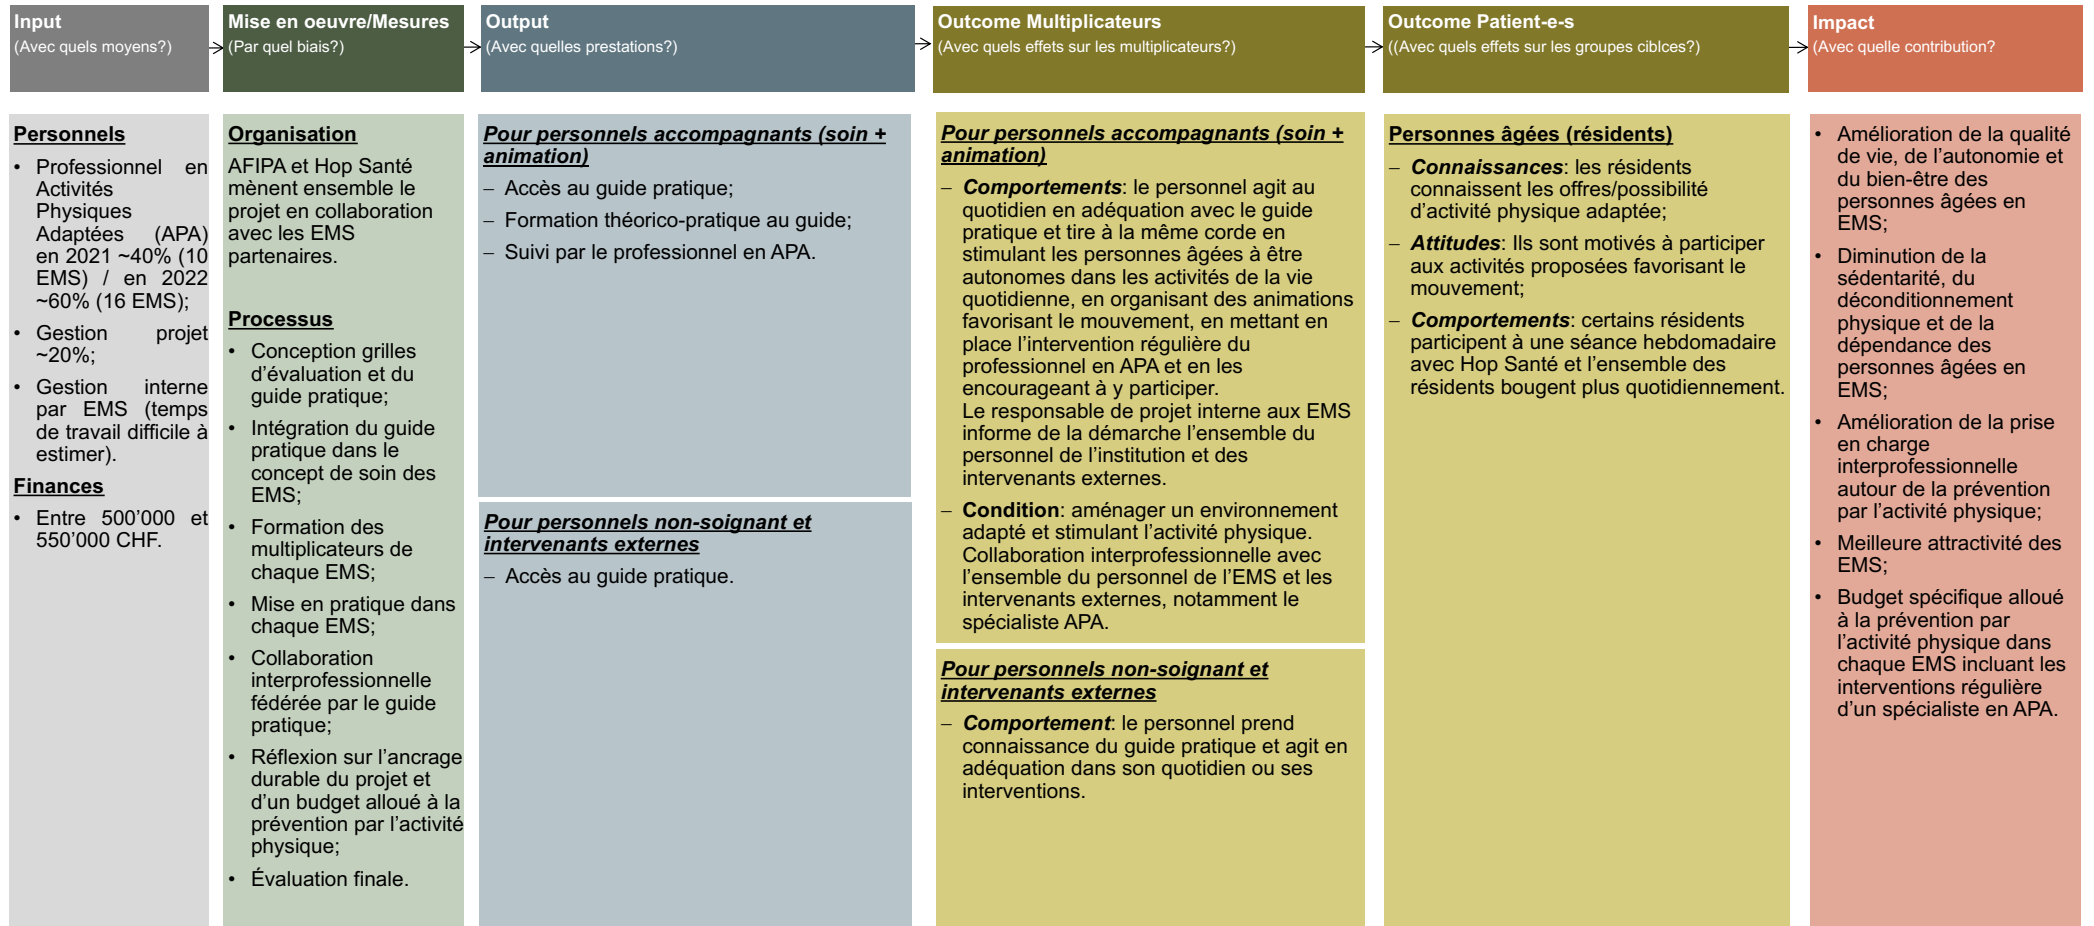 Input
(Avec quels moyens?)
Mise en oeuvre/Mesures
(Par quel biais?)
Output
(Avec quelles prestations?)
Outcome Multiplicateurs
(Avec quels effets sur les multiplicateurs?)
Outcome Patient-e-s
((Avec quels effets sur les groupes ciblces?)
Impact
(Avec quelle contribution?
Personnels
• Professionnel en
Activités
Physiques
Adaptées (APA)
en 2021 ~40% (10
EMS) / en 2022
~60% (16 EMS);
• Gestion projet
~20%;
• Gestion interne
par EMS (temps
de travail difficile à
estimer).
Finances
• Entre 500’000 et
550’000 CHF.
Organisation
AFIPA et Hop Santé
mènent ensemble le
projet en collaboration
avec les EMS
partenaires.
Processus
• Conception grilles
d’évaluation et du
guide pratique;
• Intégration du guide
pratique dans le
concept de soin des
EMS;
• Formation des
multiplicateurs de
chaque EMS;
• Mise en pratique dans
chaque EMS;
• Collaboration
interprofessionnelle
fédérée par le guide
pratique;
• Réflexion sur l’ancrage
durable du projet et
d’un budget alloué à la
prévention par l’activité
physique;
• Évaluation finale.
Pour personnels accompagnants (soin +
animation)
– Accès au guide pratique;
– Formation théorico-pratique au guide;
– Suivi par le professionnel en APA.
Pour personnels non-soignant et
intervenants externes
– Accès au guide pratique.
Pour personnels accompagnants (soin +
animation)
– Comportements: le personnel agit au
quotidien en adéquation avec le guide
pratique et tire à la même corde en
stimulant les personnes âgées à être
autonomes dans les activités de la vie
quotidienne, en organisant des animations
favorisant le mouvement, en mettant en
place l’intervention régulière du
professionnel en APA et en les
encourageant à y participer.
Le responsable de projet interne aux EMS
informe de la démarche l’ensemble du
personnel de l’institution et des
intervenants externes.
– Condition: aménager un environnement
adapté et stimulant l’activité physique.
Collaboration interprofessionnelle avec
l’ensemble du personnel de l’EMS et les
intervenants externes, notamment le
spécialiste APA.
Pour personnels non-soignant et
intervenants externes
– Comportement: le personnel prend
connaissance du guide pratique et agit en
adéquation dans son quotidien ou ses
interventions.
Personnes âgées (résidents)
– Connaissances: les résidents
connaissent les offres/possibilité
d’activité physique adaptée;
– Attitudes: Ils sont motivés à participer
aux activités proposées favorisant le
mouvement;
– Comportements: certains résidents
participent à une séance hebdomadaire
avec Hop Santé et l’ensemble des
résidents bougent plus quotidiennement.
• Amélioration de la qualité
de vie, de l’autonomie et
du bien-être des
personnes âgées en
EMS;
• Diminution de la
sédentarité, du
déconditionnement
physique et de la
dépendance des
personnes âgées en
EMS;
• Amélioration de la prise
en charge
interprofessionnelle
autour de la prévention
par l’activité physique;
• Meilleure attractivité des
EMS;
• Budget spécifique alloué
à la prévention par
l’activité physique dans
chaque EMS incluant les
interventions régulière
d’un spécialiste en APA.